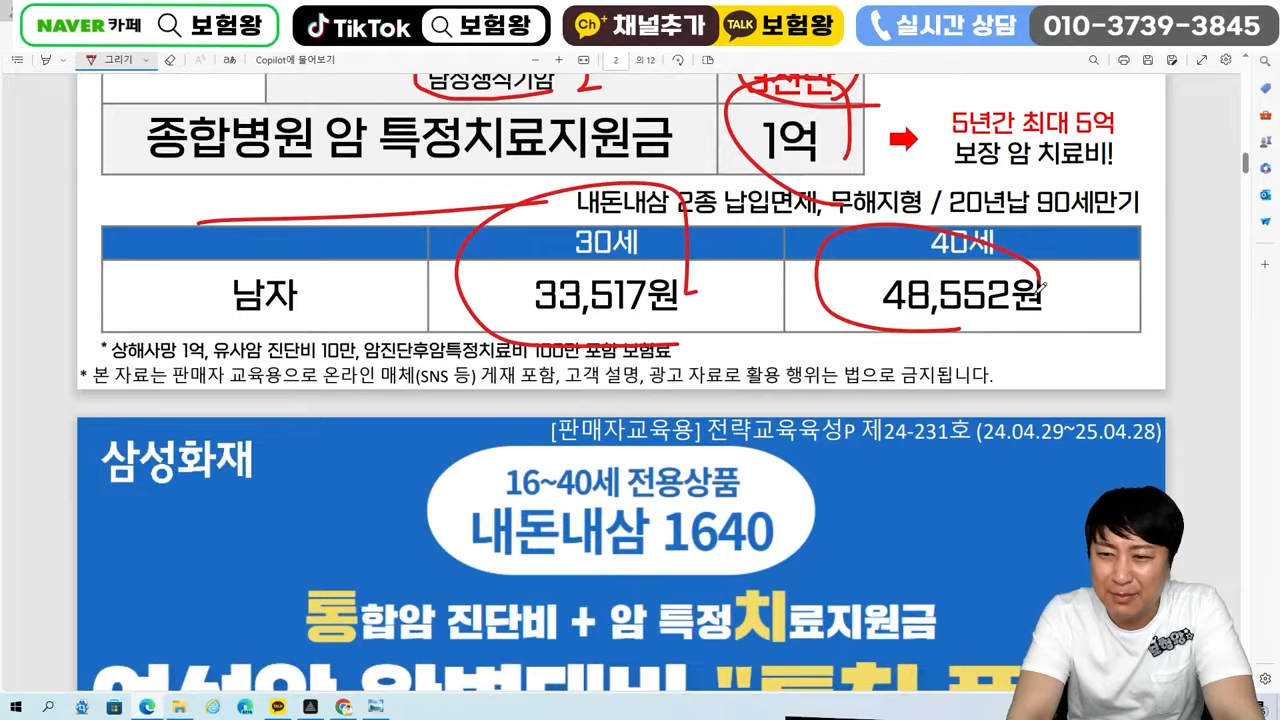 NAVER 카페 보험왕
TikTok 보험왕
Ch+ 채널추가 TALK 보험왕
실시간 상담 010-3739-3845
그리기
가あ
Copilot에 물어보기
2 의 12
남성생식기암
종합병원 암 특정치료지원금
1억
5년간 최대 5억
보장 암 치료비!
내돈내삼 2종 납입면제, 무해지형 / 20년납 90세만기
30세
40세
남자
33,517원
48,552원
* 상해사망 1억, 유사암 진단비 10만, 암진단후암특정치료비 100만 포함 보험료
* 본 자료는 판매자 교육용으로 온라인 매체(SNS 등) 게재 포함, 고객 설명, 광고 자료로 활용 행위는 법으로 금지됩니다.
[판매자교육용] 전략교육육성P 제24-231호 (24.04.29~25.04.28)
삼성화재
16~40세 전용상품
내돈내삼 1640
통합암 진단비 + 암 특정치료지원금
보험왕